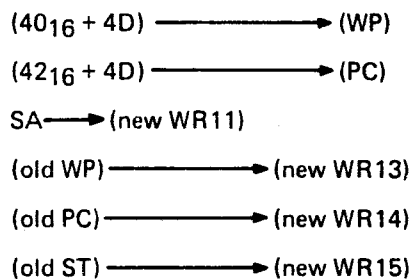 (40₁₆ + 4D) ⟶ (WP)
(42₁₆ + 4D) ⟶ (PC)
SA ⟶ (new WR11)
(old WP) ⟶ (new WR13)
(old PC) ⟶ (new WR14)
(old ST) ⟶ (new WR15)